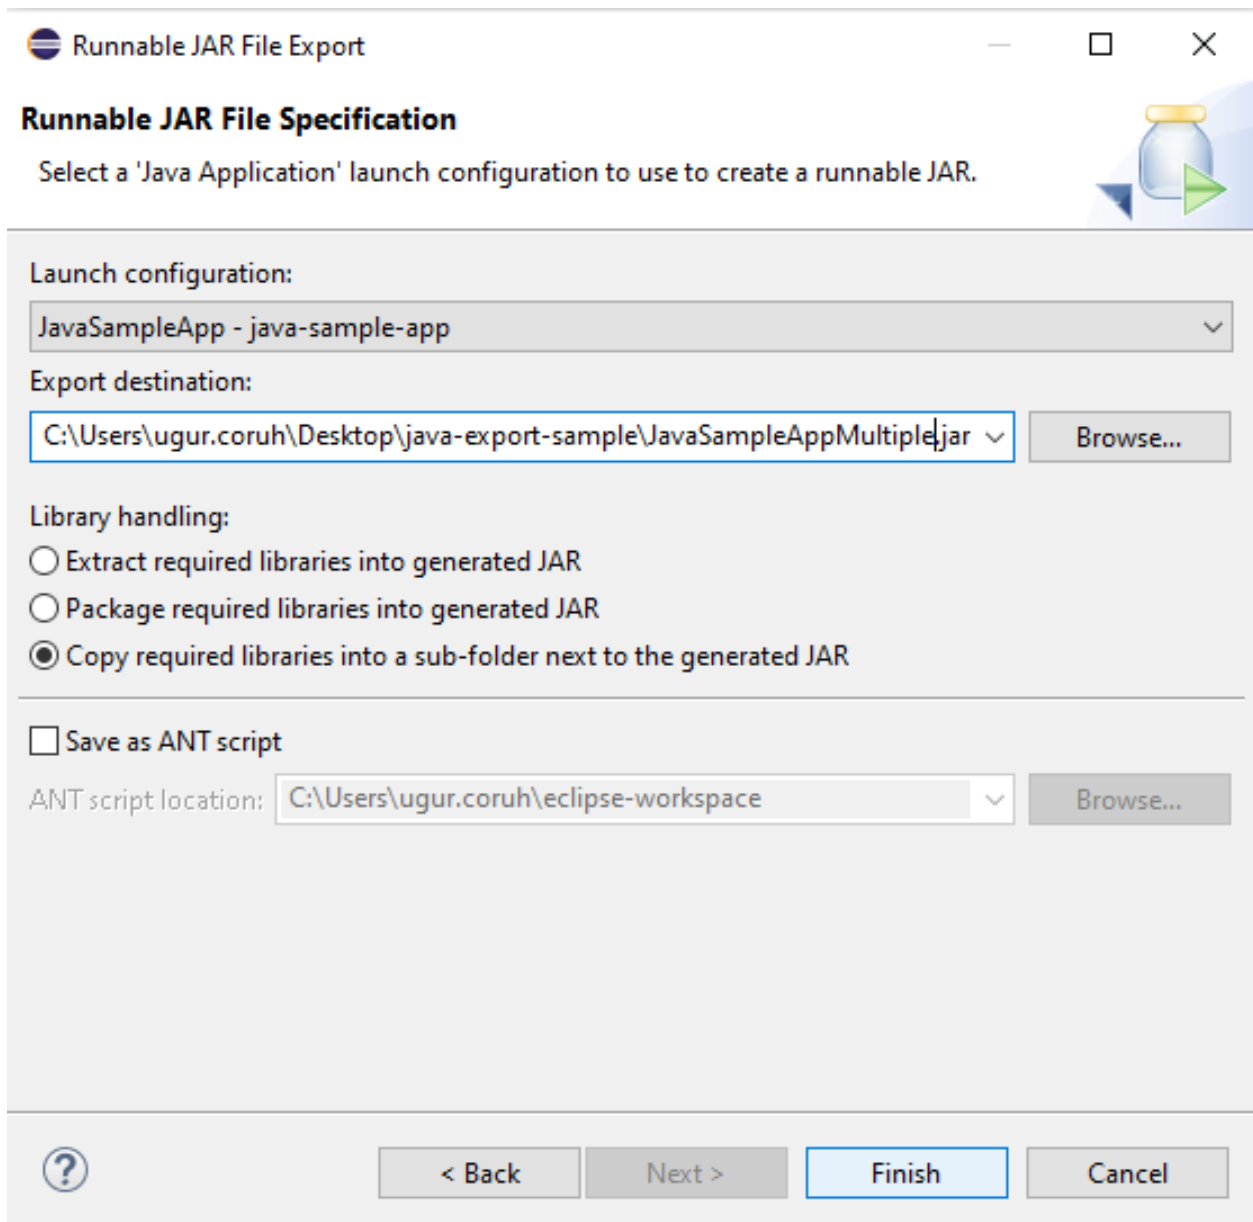 Runnable JAR File Export
Runnable JAR File Specification
Select a 'Java Application' launch configuration to use to create a runnable JAR.
Launch configuration:
JavaSampleApp - java-sample-app
Export destination:
C:\Users\ugur.coruh\Desktop\java-export-sample\JavaSampleAppMultiple.jar
Browse...
Library handling:
Extract required libraries into generated JAR
Package required libraries into generated JAR
Copy required libraries into a sub-folder next to the generated JAR
Save as ANT script
ANT script location:
C:\Users\ugur.coruh\eclipse-workspace
Browse...
?
< Back
Next >
Finish
Cancel